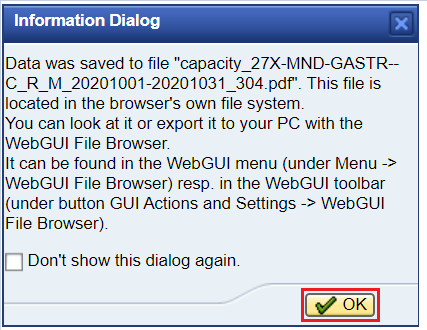 Information Dialog
Data was saved to file "capacity_27X-MND-GASTR--
C_R_M_20201001-20201031_304.pdf". This file is
located in the browser's own file system.
You can look at it or export it to your PC with the
WebGUI File Browser.
It can be found in the WebGUI menu (under Menu ->
WebGUI File Browser) resp. in the WebGUI toolbar
(under button GUI Actions and Settings -> WebGUI
File Browser).
Don't show this dialog again.
OK